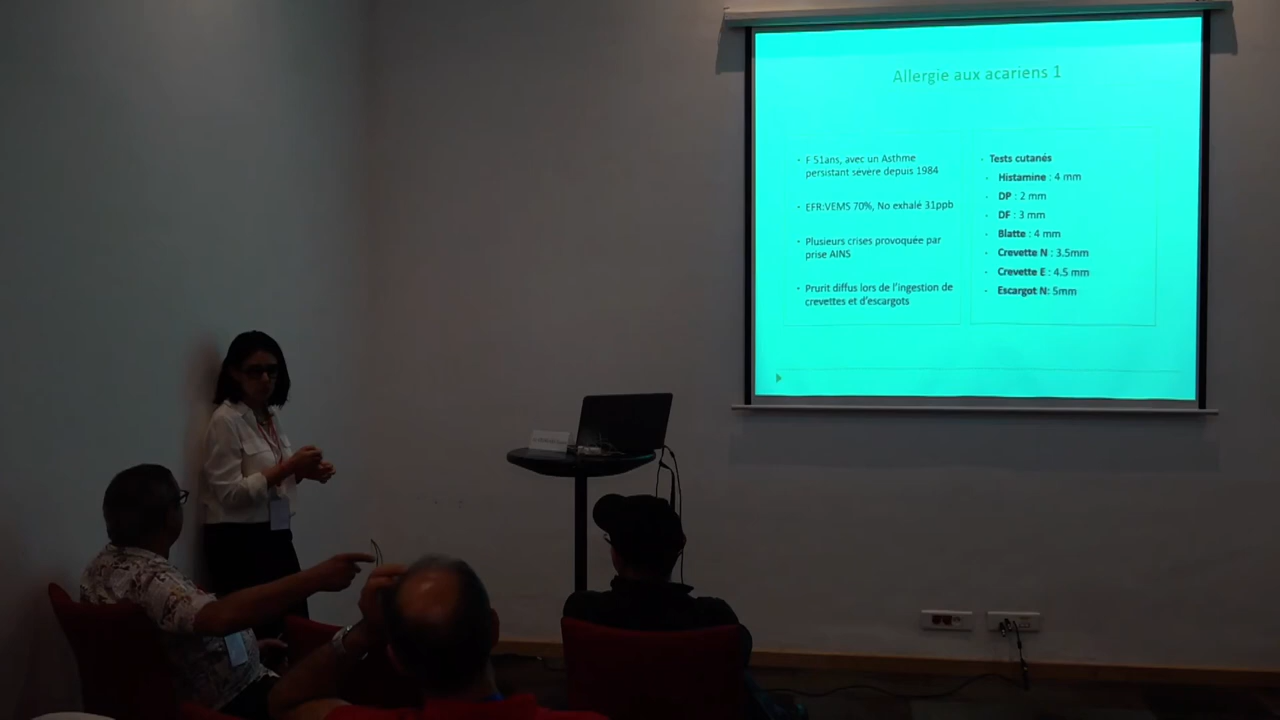 Allergie aux acariens 1
· F 51ans, avec un Asthme
persistant sévère depuis 1984
· EFR:VEMS 70%, No exhalé 31ppb
· Plusieurs crises provoquée par
prise AINS
· Prurit diffus lors de l'ingestion de
crevettes et d'escargots
· Tests cutanés
· Histamine : 4 mm
· DP : 2 mm
· DF : 3 mm
· Blatte : 4 mm
· Crevette N : 3.5mm
· Crevette E : 4.5 mm
· Escargot N: 5mm